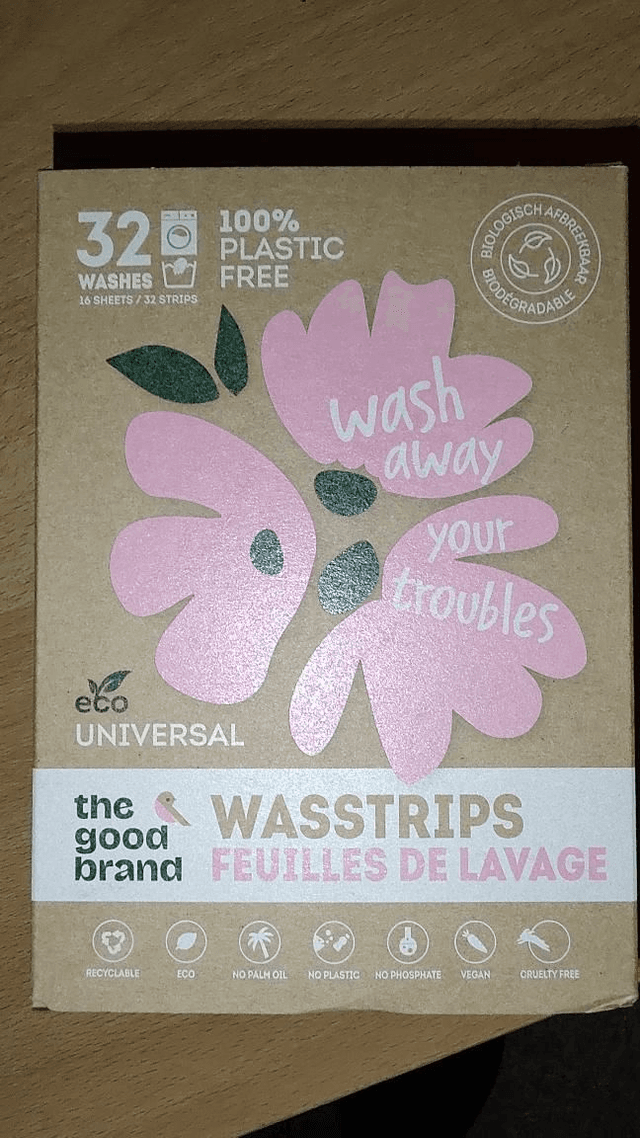 32
WASHES
16 SHEETS / 32 STRIPS
100%
PLASTIC
FREE
BIOLOGISCH AFBREEKBAAR
BIODÉGRADABLE
wash
away
your
troubles
eco
UNIVERSAL
the
good
brand
WASSTRIPS
FEUILLES DE LAVAGE
RECYCLABLE
ECO
NO PALM OIL
NO PLASTIC
NO PHOSPHATE
VEGAN
CRUELTY FREE